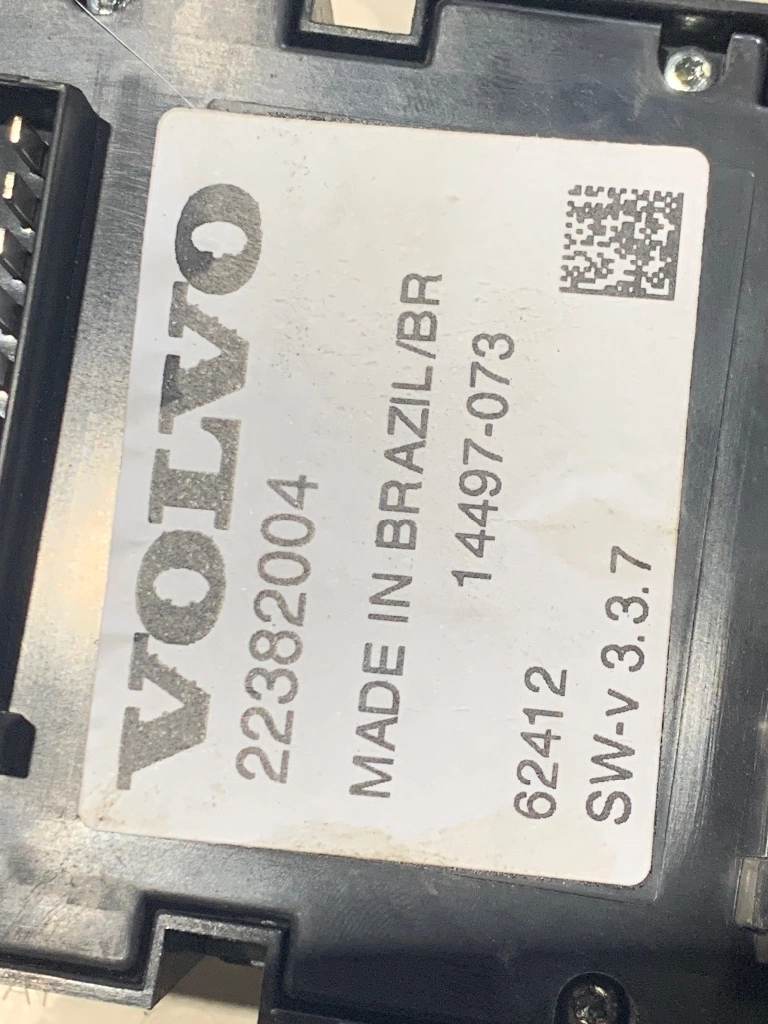 VOLVO
22382004
MADE IN BRAZIL/BR
14497-073
62412
SW-v 3.3.7